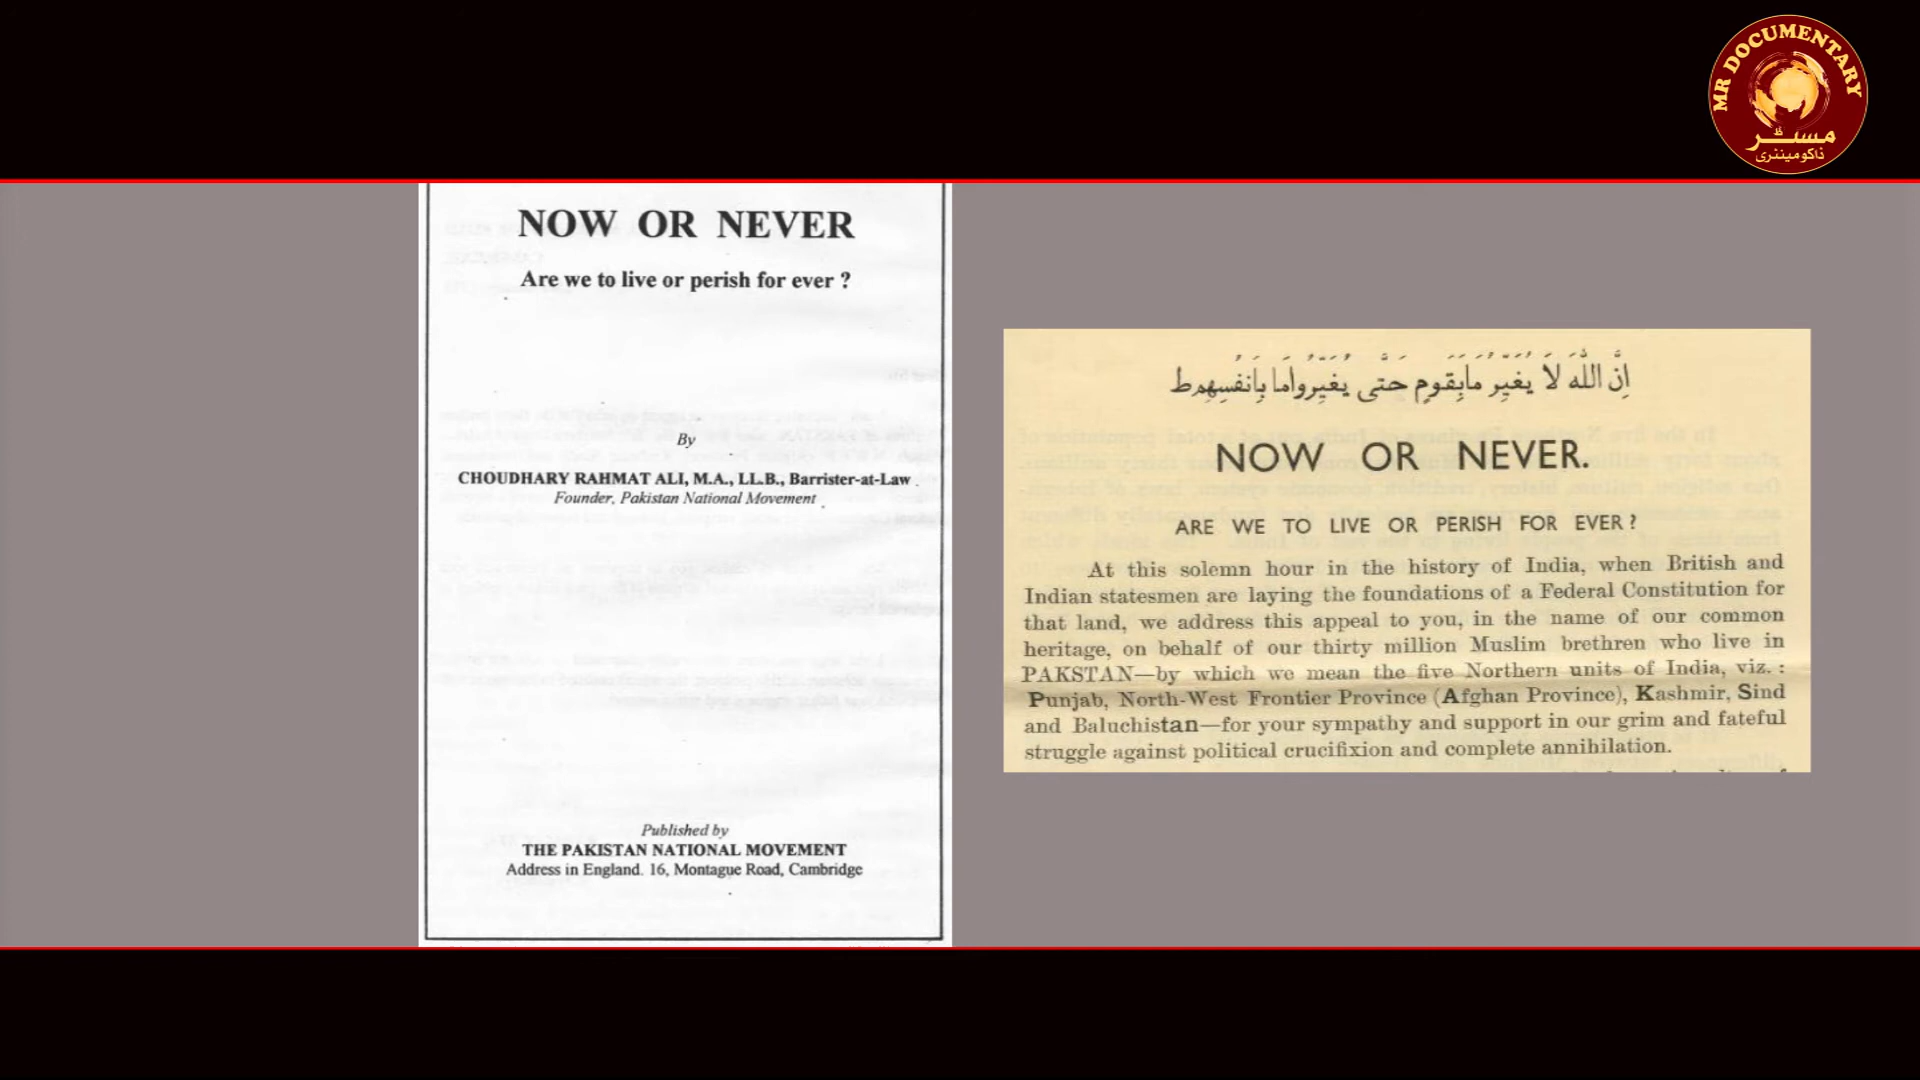 MR DOCUMENTARY
مسٹر
ڈاکومینٹری
NOW OR NEVER
Are we to live or perish for ever ?
By
CHOUDHARY RAHMAT ALI, M.A., LL.B., Barrister-at-Law
Founder, Pakistan National Movement
Published by
THE PAKISTAN NATIONAL MOVEMENT
Address in England. 16, Montague Road, Cambridge
اِنَّ اللّٰهَ لَا يُغَيِّرُ مَابِقَومٍ حَتّٰى يُغَيِّرُوامَا بِاَنفُسِهِمط
NOW OR NEVER.
ARE WE TO LIVE OR PERISH FOR EVER?
At this solemn hour in the history of India, when British and
Indian statesmen are laying the foundations of a Federal Constitution for
that land, we address this appeal to you, in the name of our common
heritage, on behalf of our thirty million Muslim brethren who live in
PAKSTAN—by which we mean the five Northern units of India, viz. :
Punjab, North-West Frontier Province (Afghan Province), Kashmir, Sind
and Baluchistan—for your sympathy and support in our grim and fateful
struggle against political crucifixion and complete annihilation.